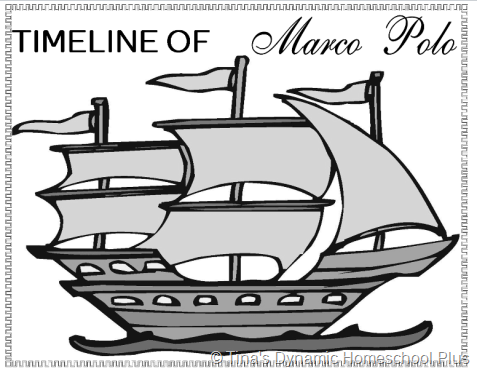 TIMELINE OF Marco Polo
© Tina's Dynamic Homeschool Plus